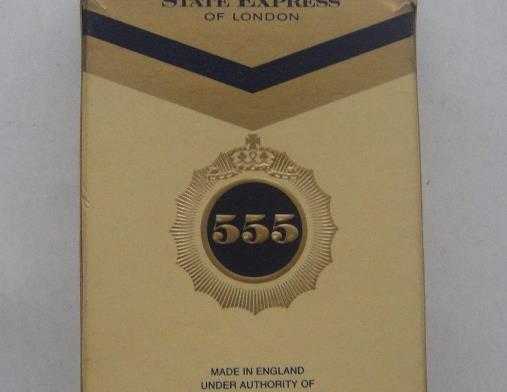 STATE EXPRESS
OF LONDON
555
MADE IN ENGLAND
UNDER AUTHORITY OF